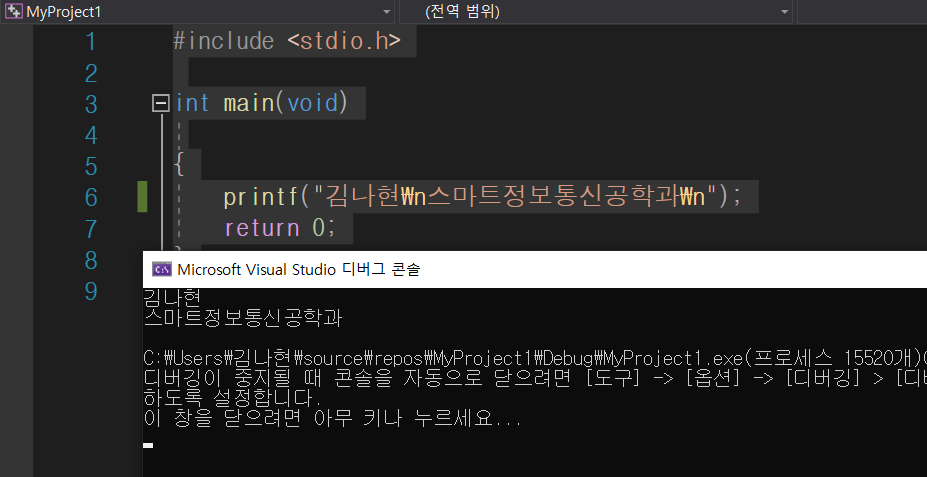 MyProject1 (전역 범위)
1 #include <stdio.h>
2
3 int main(void)
4
5 {
6 printf("김나현₩n스마트정보통신공학과₩n");
7 return 0;
8
9
Microsoft Visual Studio 디버그 콘솔
김나현
스마트정보통신공학과
C:₩Users₩김나현₩source₩repos₩MyProject1₩Debug₩MyProject1.exe(프로세스 15520개)
디버깅이 중지될 때 콘솔을 자동으로 닫으려면 [도구] -> [옵션] -> [디버깅] > [디
하도록 설정합니다.
이 창을 닫으려면 아무 키나 누르세요...